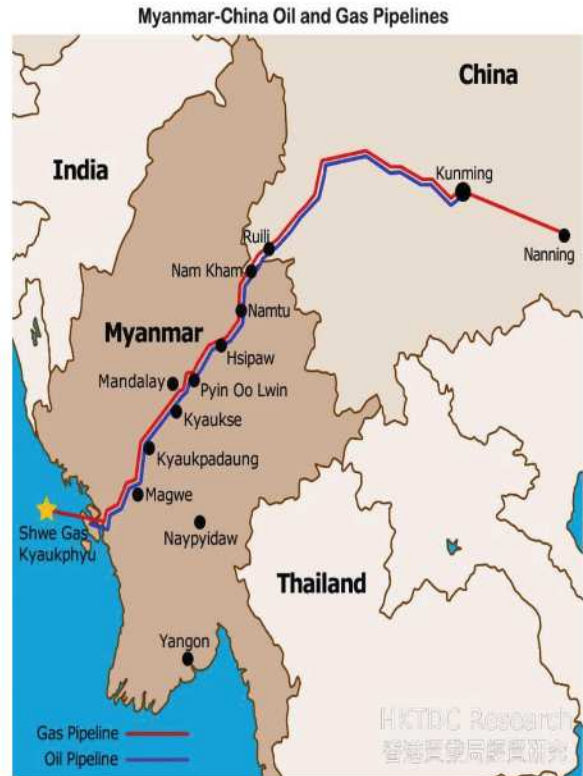 Myanmar-China Oil and Gas Pipelines
China
India
Kunming
Ruili
Nanning
Nam Kham
Namtu
Myanmar
Hsipaw
Mandalay
Pyin Oo Lwin
Kyaukse
Kyaukpadaung
Magwe
Shwe Gas
Kyaukphyu
Naypyidaw
Thailand
Yangon
Gas Pipeline
Oil Pipeline
HKTDC Research
香港貿發局經貿研究